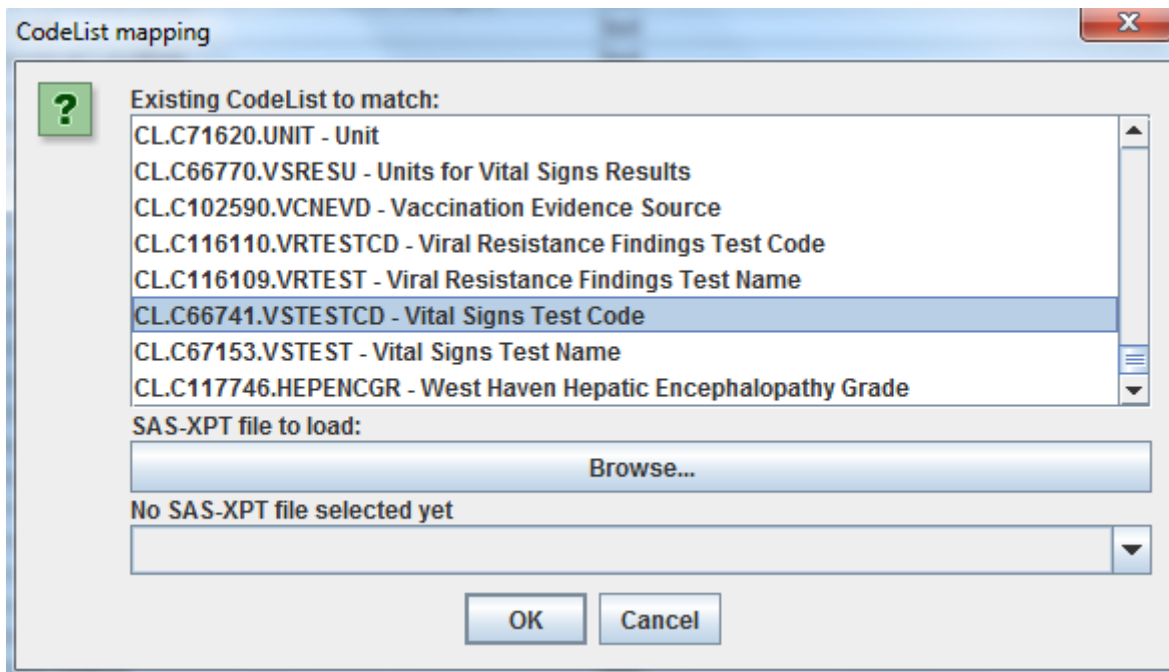 CodeList mapping
Existing CodeList to match:
CL.C71620.UNIT - Unit
CL.C66770.VSRESU - Units for Vital Signs Results
CL.C102590.VCNEVD - Vaccination Evidence Source
CL.C116110.VRTESTCD - Viral Resistance Findings Test Code
CL.C116109.VRTEST - Viral Resistance Findings Test Name
CL.C66741.VSTESTCD - Vital Signs Test Code
CL.C67153.VSTEST - Vital Signs Test Name
CL.C117746.HEPENCGR - West Haven Hepatic Encephalopathy Grade
SAS-XPT file to load:
Browse...
No SAS-XPT file selected yet
OK Cancel